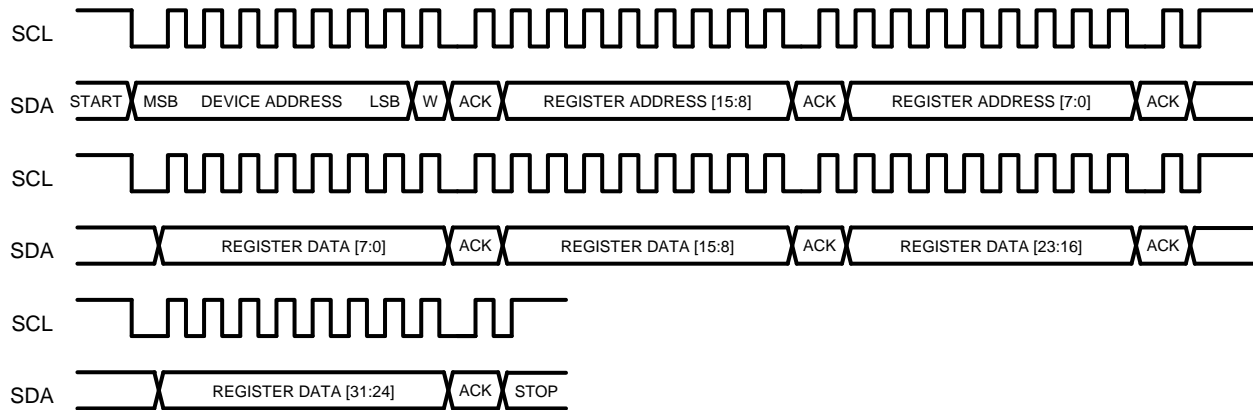 SCL
SDA START MSB DEVICE ADDRESS LSB W ACK REGISTER ADDRESS [15:8] ACK REGISTER ADDRESS [7:0] ACK
SCL
SDA REGISTER DATA [7:0] ACK REGISTER DATA [15:8] ACK REGISTER DATA [23:16] ACK
SCL
SDA REGISTER DATA [31:24] ACK STOP